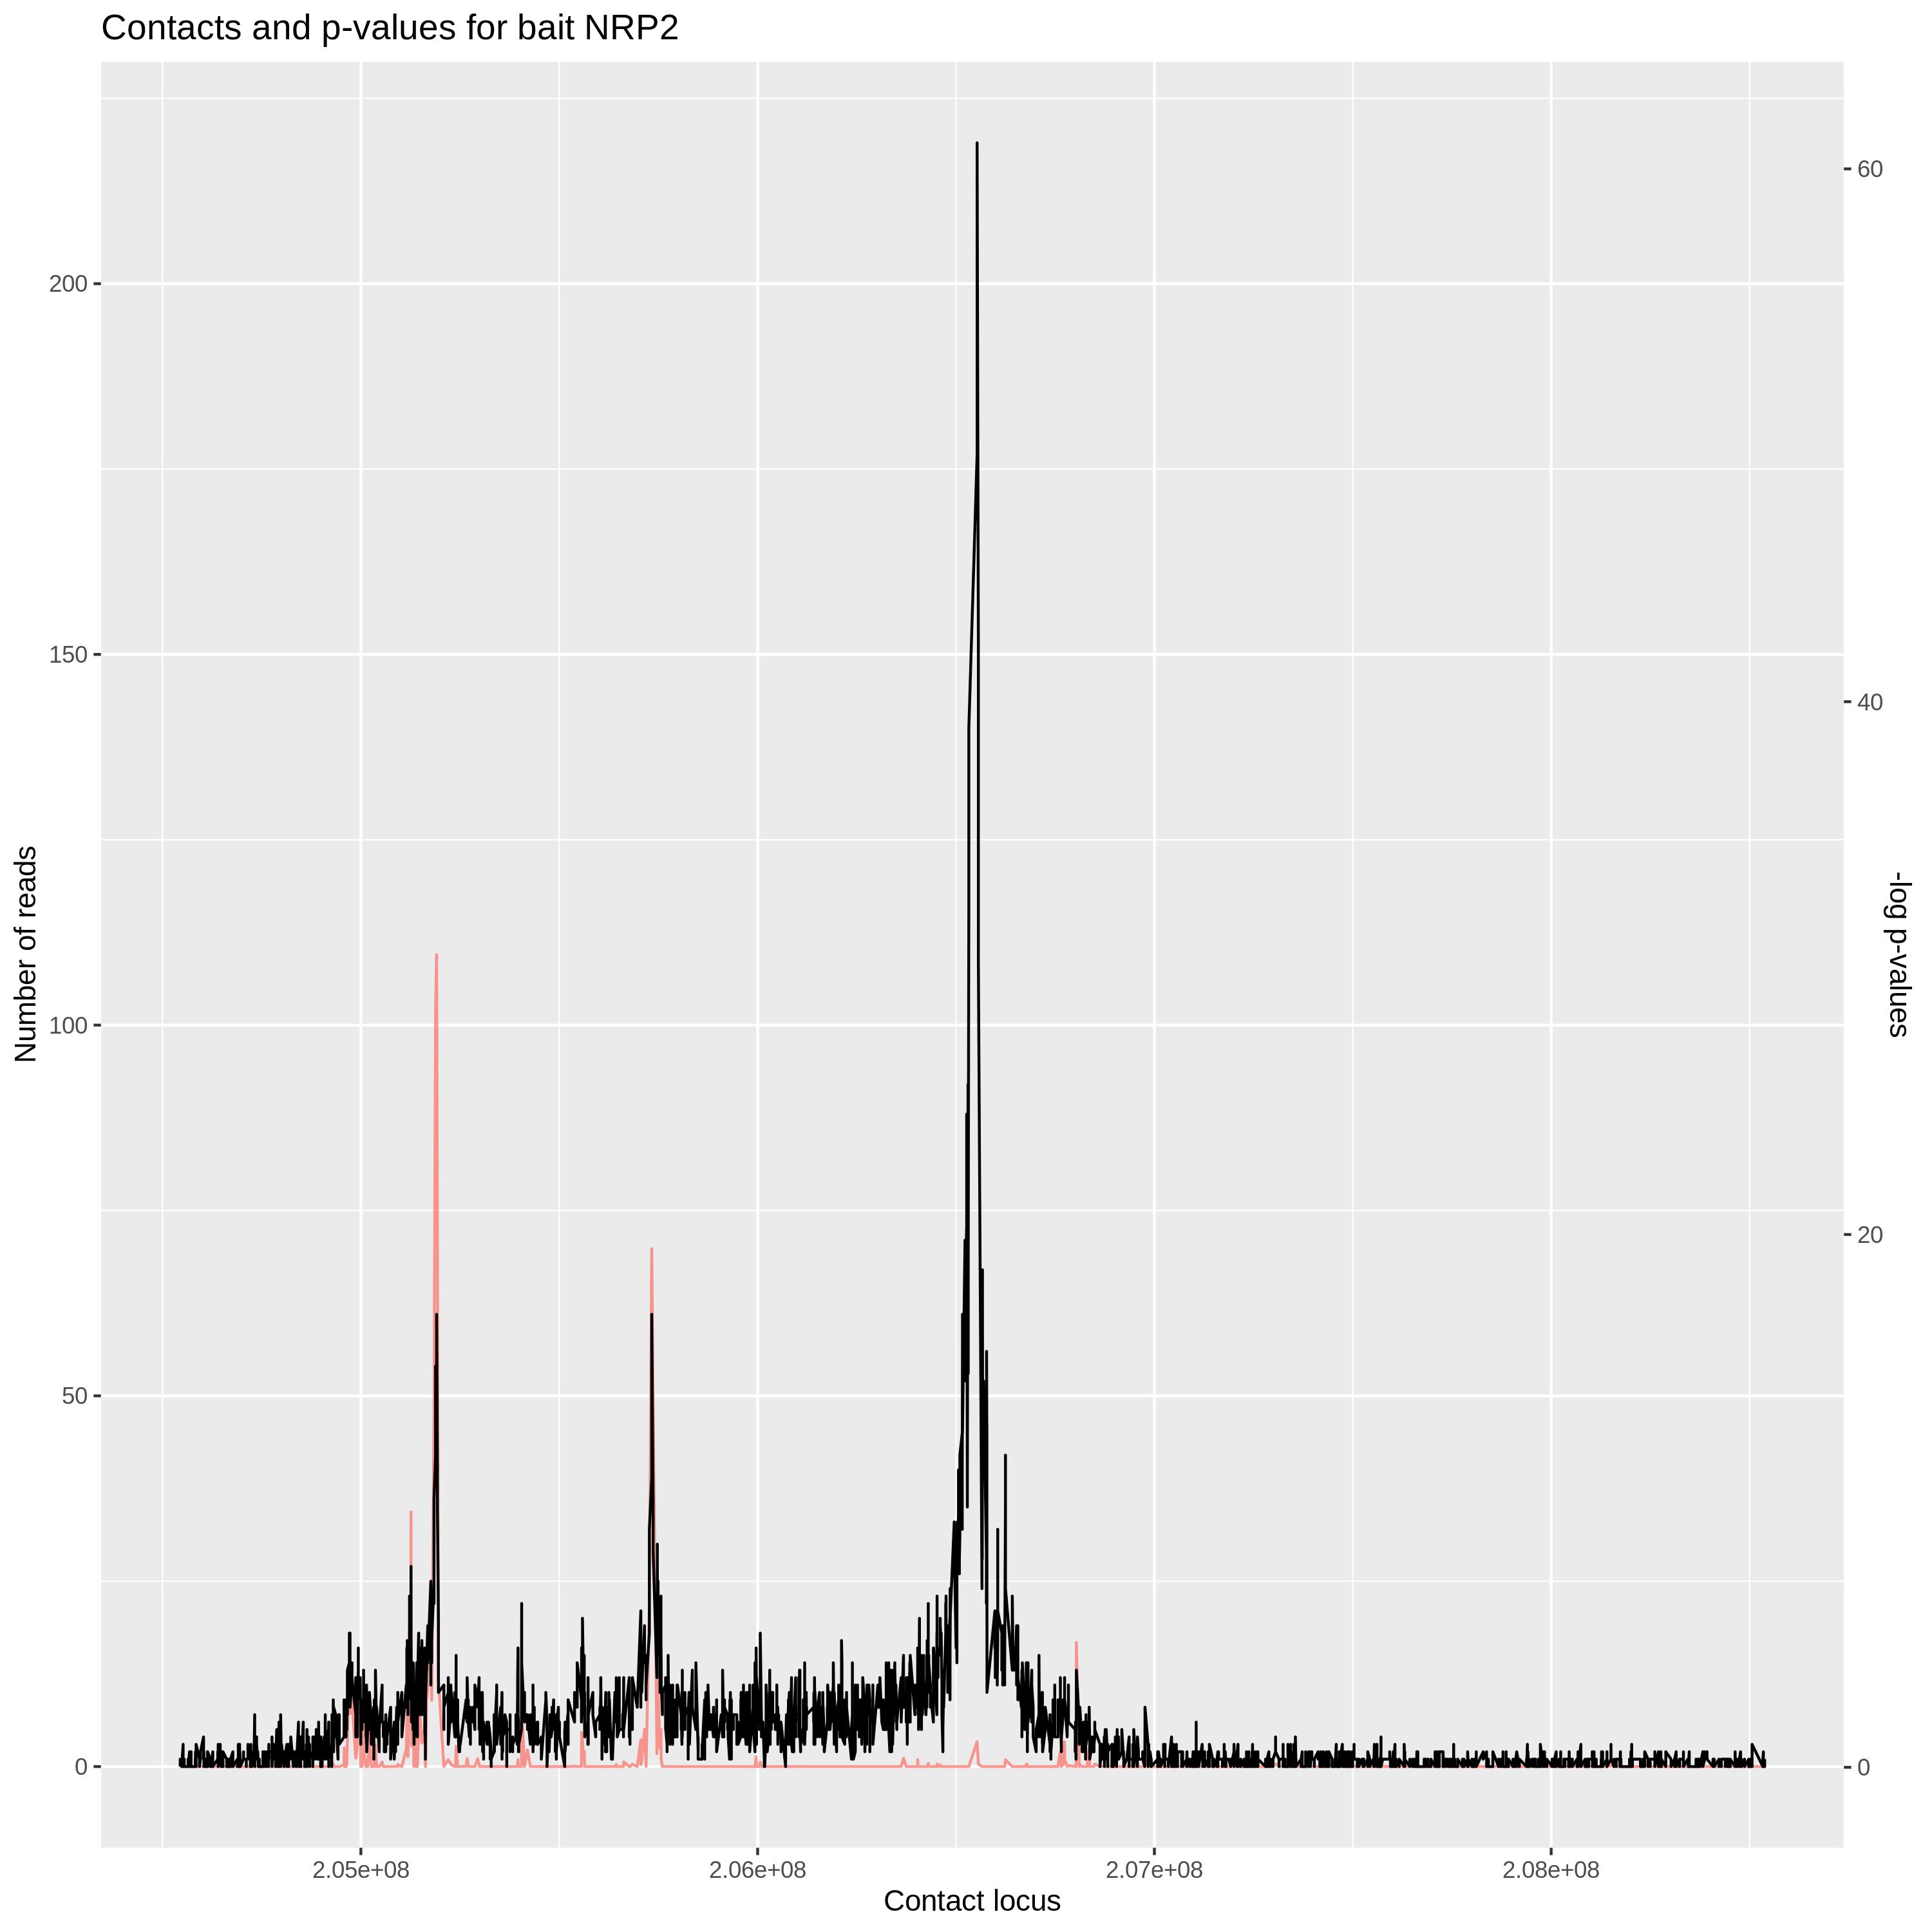 Contacts and p-values for bait NRP2
60
200
150
40
Number of reads
-log p-values
100
20
50
0
0
2.05e+08
2.06e+08
2.07e+08
2.08e+08
Contact locus